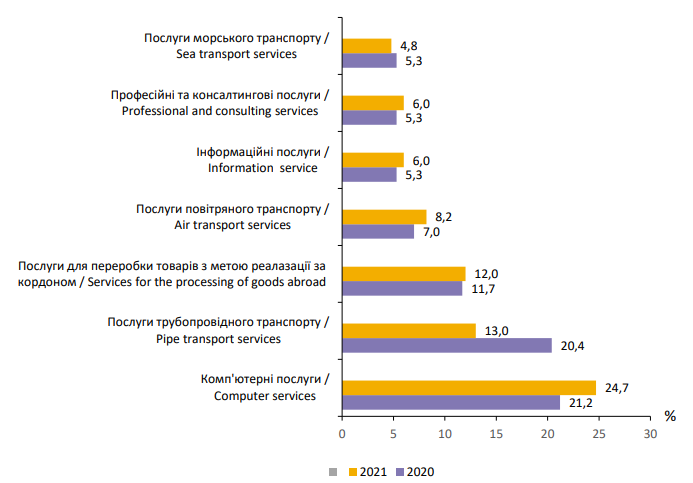 Послуги морського транспорту /
Sea transport services
4,8
5,3
Професійні та консалтингові послуги /
Professional and consulting services
6,0
5,3
Інформаційні послуги /
Information service
6,0
5,3
Послуги повітряного транспорту /
Air transport services
8,2
7,0
Послуги для переробки товарів з метою реалазації за
кордоном / Services for the processing of goods abroad
12,0
11,7
Послуги трубопровідного транспорту /
Pipe transport services
13,0
20,4
Комп'ютерні послуги /
Computer services
24,7
21,2
%
0 5 10 15 20 25 30
2021 2020